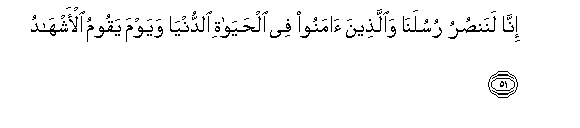 إِنَّا لَنَنصُرُ رُسُلَنَا وَٱلَّذِينَ ءَامَنُوا۟ فِى ٱلْحَيَوٰةِ ٱلدُّنْيَا وَيَوْمَ يَقُومُ ٱلْأَشْهَـٰدُ
٥١